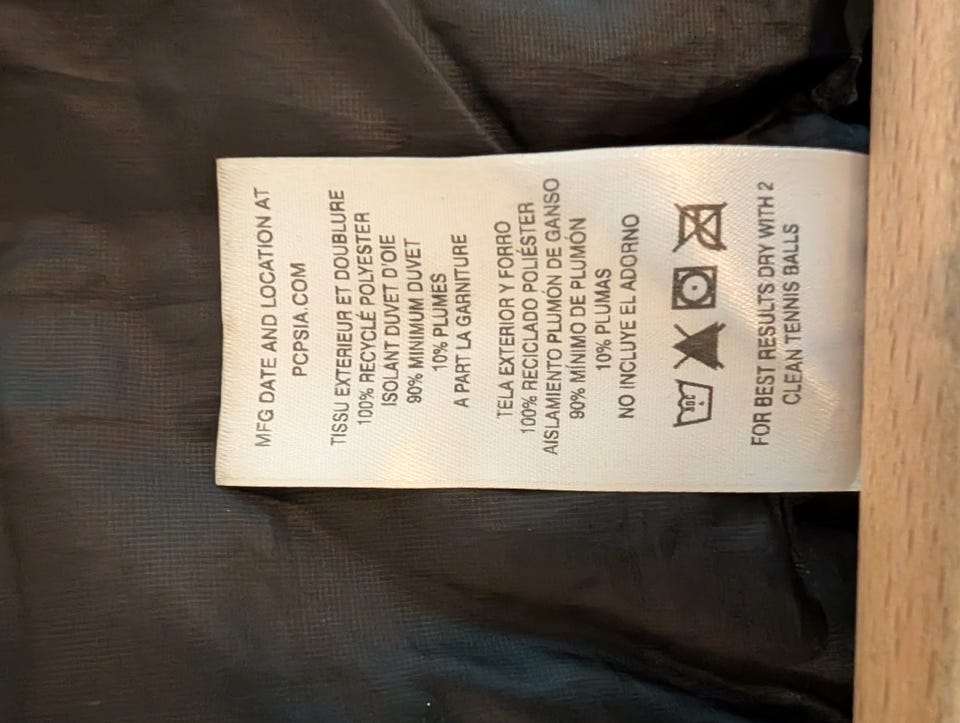 MFG DATE AND LOCATION AT
PCPSIA.COM
TISSU EXTERIEUR ET DOUBLURE
100% RECYCLÉ POLYESTER
ISOLANT DUVET D'OIE
90% MINIMUM DUVET
10% PLUMES
A PART LA GARNITURE
TELA EXTERIOR Y FORRO
100% RECICLADO POLIÉSTER
AISLAMIENTO PLUMÓN DE GANSO
90% MÍNIMO DE PLUMÓN
10% PLUMAS
NO INCLUYE EL ADORNO
FOR BEST RESULTS DRY WITH 2
CLEAN TENNIS BALLS